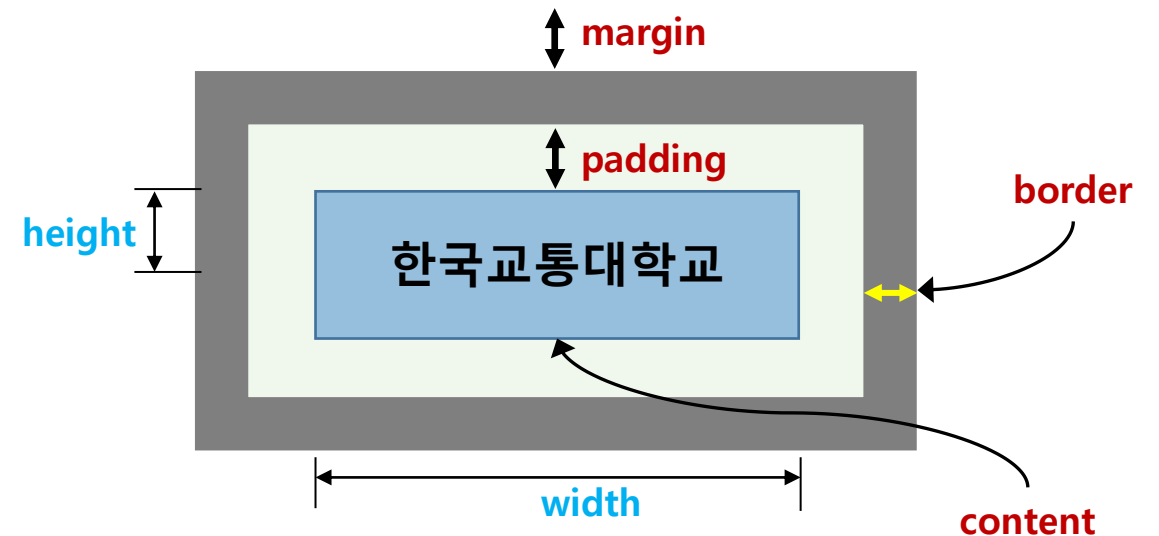 margin
padding
border
height
한국교통대학교
width
content